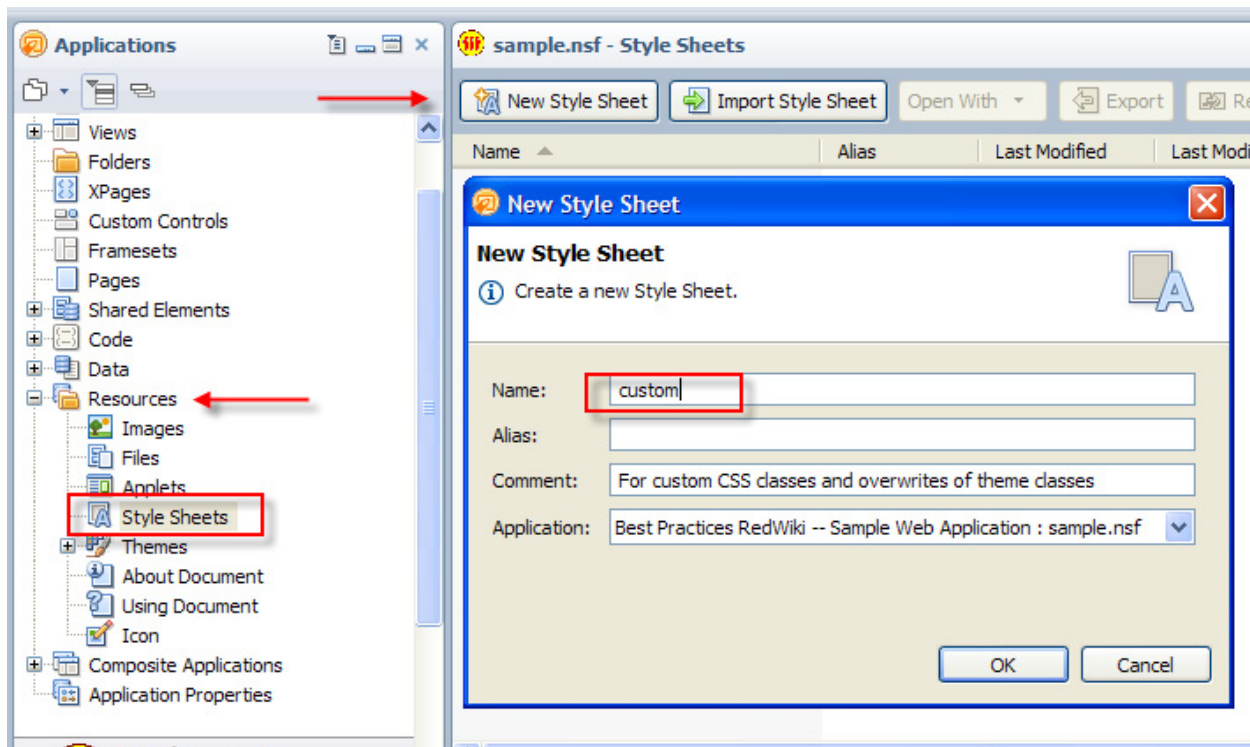 Applications
Views
Folders
XPages
Custom Controls
Framesets
Pages
Shared Elements
Code
Data
Resources
Images
Files
Applets
Style Sheets
Themes
About Document
Using Document
Icon
Composite Applications
Application Properties
sample.nsf - Style Sheets
New Style Sheet Import Style Sheet Open With Export Re
Name Alias Last Modified Last Modi
New Style Sheet
New Style Sheet
Create a new Style Sheet.
Name: custom
Alias:
Comment: For custom CSS classes and overwrites of theme classes
Application: Best Practices RedWiki -- Sample Web Application : sample.nsf
OK Cancel